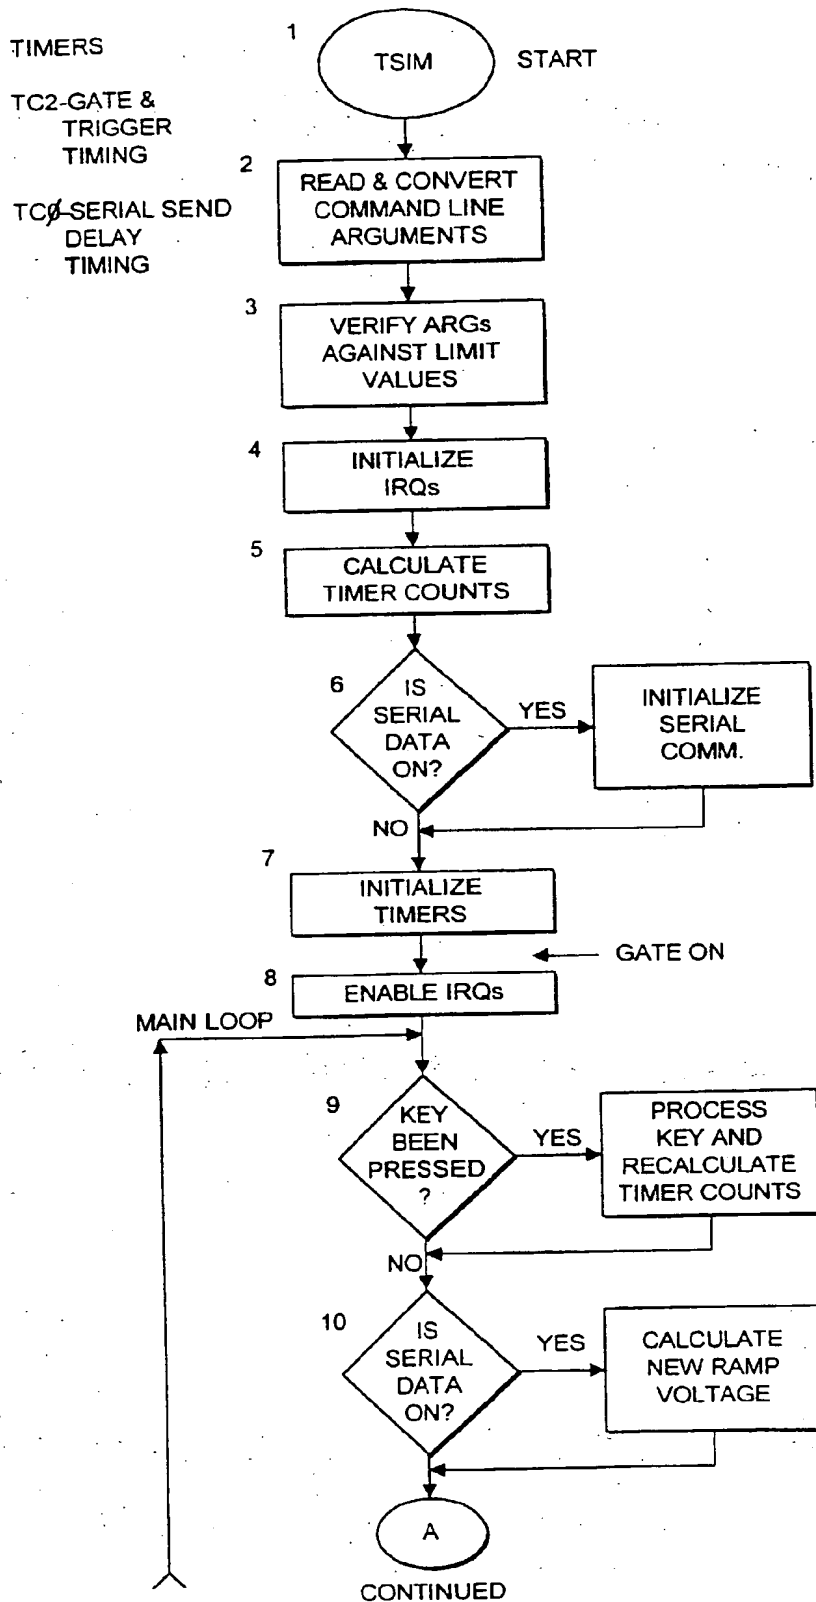 1
TSIM
START
TIMERS
TC2-GATE &
TRIGGER
TIMING
TCØ-SERIAL SEND
DELAY
TIMING
2
READ & CONVERT
COMMAND LINE
ARGUMENTS
3
VERIFY ARGs
AGAINST LIMIT
VALUES
4
INITIALIZE
IRQs
5
CALCULATE
TIMER COUNTS
6
IS
SERIAL
DATA
ON?
YES
INITIALIZE
SERIAL
COMM.
NO
7
INITIALIZE
TIMERS
GATE ON
8
ENABLE IRQs
MAIN LOOP
9
KEY
BEEN
PRESSED
?
YES
PROCESS
KEY AND
RECALCULATE
TIMER COUNTS
NO
10
IS
SERIAL
DATA
ON?
YES
CALCULATE
NEW RAMP
VOLTAGE
A
CONTINUED